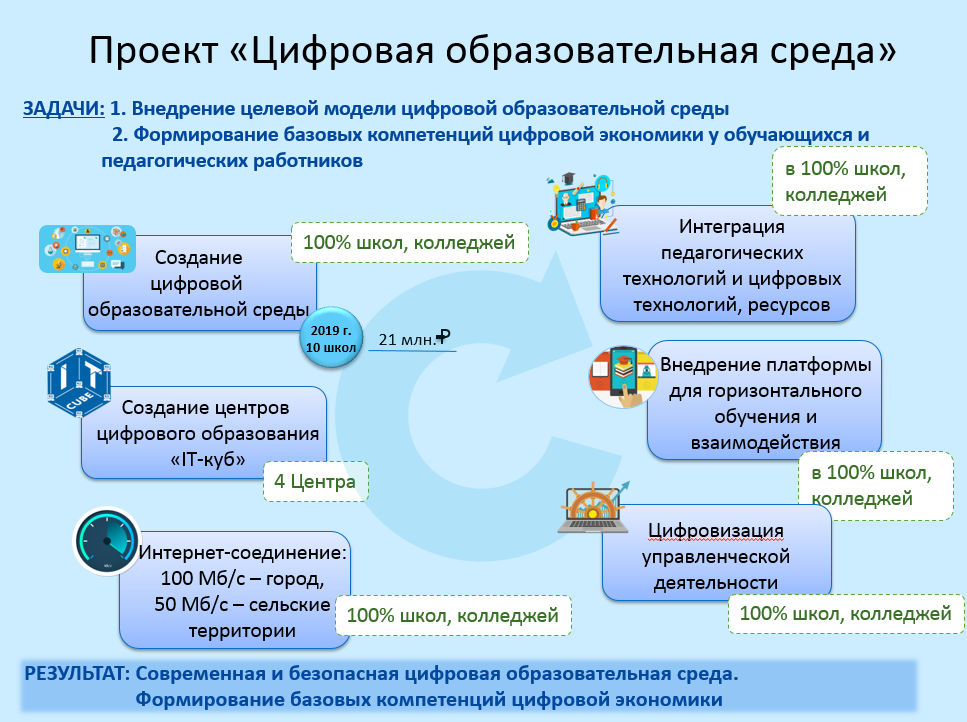 Проект «Цифровая образовательная среда»
ЗАДАЧИ: 1. Внедрение целевой модели цифровой образовательной среды
2. Формирование базовых компетенций цифровой экономики у обучающихся и
педагогических работников
Создание
цифровой
образовательной среды
100% школ, колледжей
2019 г.
10 школ
21 млн.₽
IT
CUBE
Создание центров
цифрового образования
«IT-куб»
4 Центра
Интернет-соединение:
100 Мб/с – город,
50 Мб/с – сельские
территории
100% школ, колледжей
в 100% школ,
колледжей
Интеграция
педагогических
технологий и цифровых
технологий, ресурсов
Внедрение платформы
для горизонтального
обучения и
взаимодействия
в 100% школ,
колледжей
Цифровизация
управленческой
деятельности
100% школ, колледжей
РЕЗУЛЬТАТ: Современная и безопасная цифровая образовательная среда.
Формирование базовых компетенций цифровой экономики